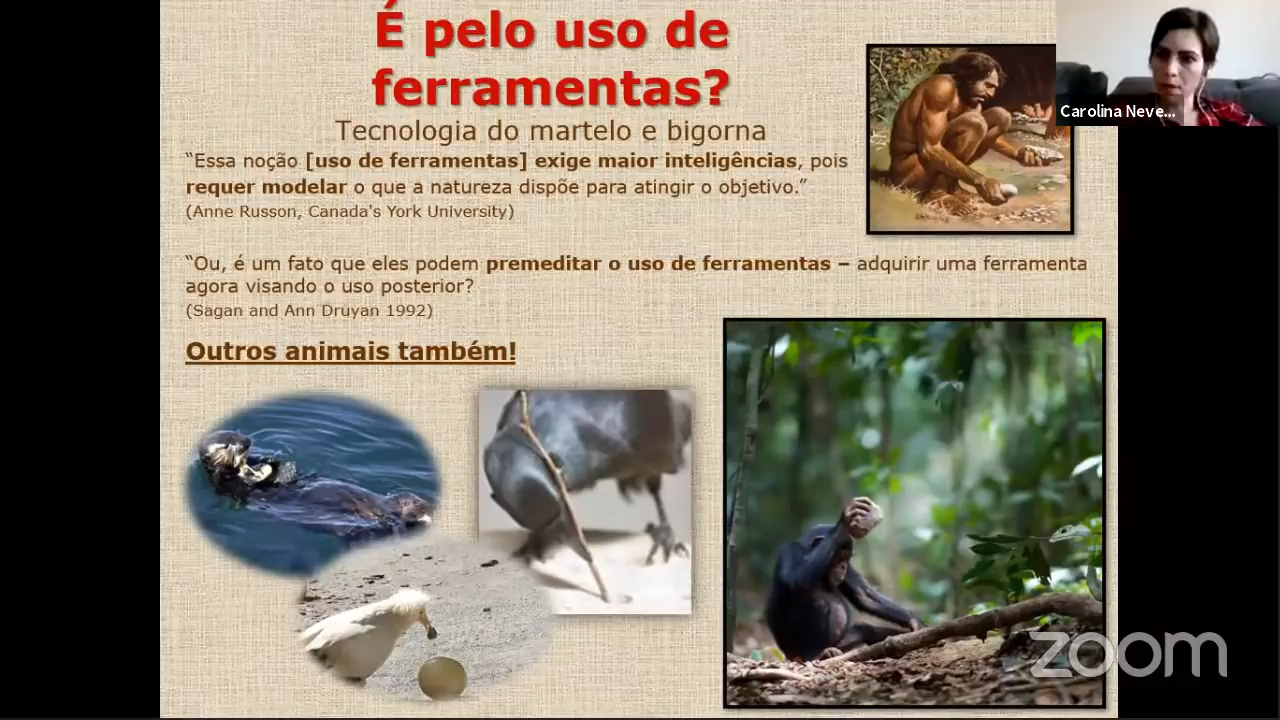 É pelo uso de
ferramentas?
Tecnologia do martelo e bigorna
“Essa noção [uso de ferramentas] exige maior inteligências, pois
requer modelar o que a natureza dispõe para atingir o objetivo.”
(Anne Russon, Canada's York University)
“Ou, é um fato que eles podem premeditar o uso de ferramentas – adquirir uma ferramenta
agora visando o uso posterior?
(Sagan and Ann Druyan 1992)
Outros animais também!
Carolina Neve...
zoom